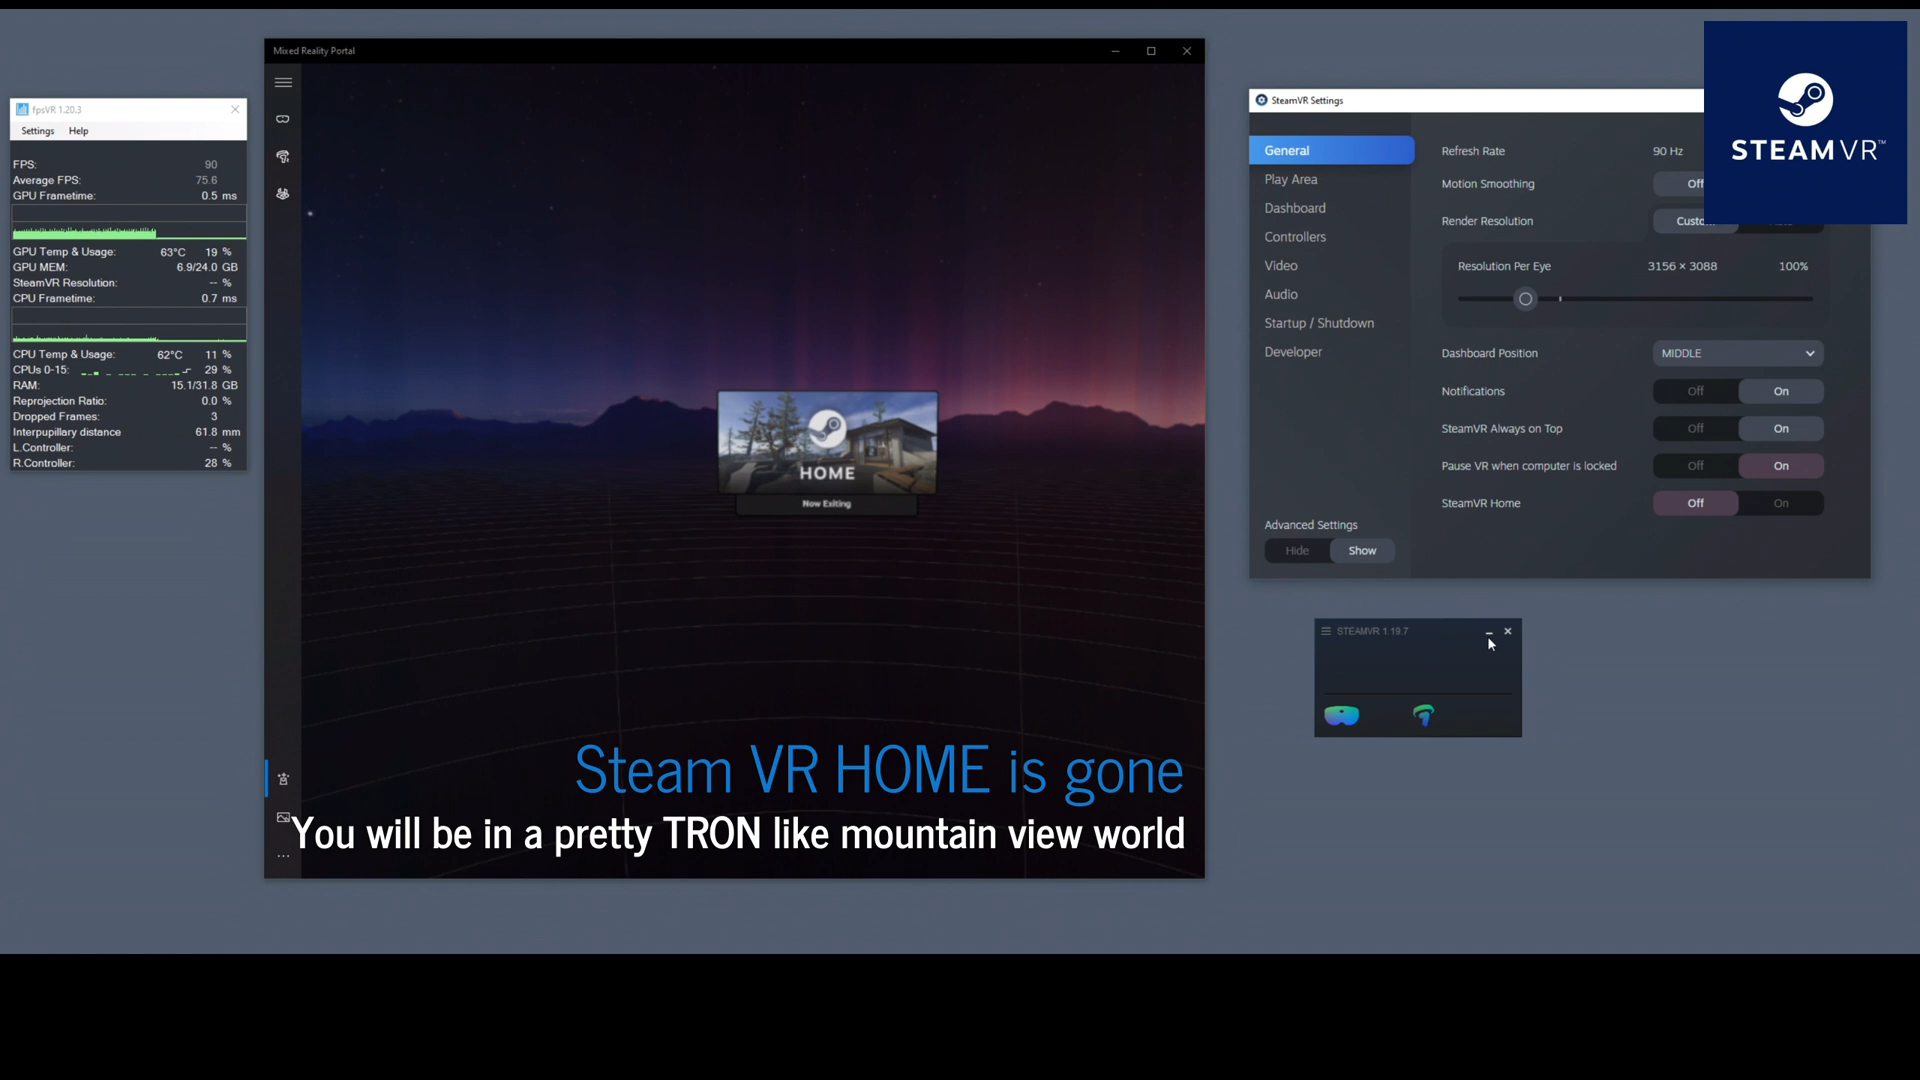 Mixed Reality Portal
fpsVR 1.20.3
Settings Help
FPS: 90
Average FPS: 75.6
GPU Frametime: 0.5 ms
GPU Temp & Usage: 63°C 19 %
GPU MEM: 6.9/24.0 GB
SteamVR Resolution: -- %
CPU Frametime: 0.7 ms
CPU Temp & Usage: 62°C 11 %
CPUs 0-15: 29 %
RAM: 15.1/31.8 GB
Reprojection Ratio: 0.0 %
Dropped Frames: 3
Interpupillary distance 61.8 mm
L.Controller: -- %
R.Controller: 28 %
HOME
Now Exiting
Steam VR HOME is gone
You will be in a pretty TRON like mountain view world
SteamVR Settings
General
Play Area
Dashboard
Controllers
Video
Audio
Startup / Shutdown
Developer
Advanced Settings
Hide Show
Refresh Rate 90 Hz
Motion Smoothing Off
Render Resolution
Resolution Per Eye 3156 × 3088 100%
Dashboard Position MIDDLE
Notifications Off On
SteamVR Always on Top Off On
Pause VR when computer is locked Off On
SteamVR Home Off On
STEAMVR™
STEAMVR 1.19.7